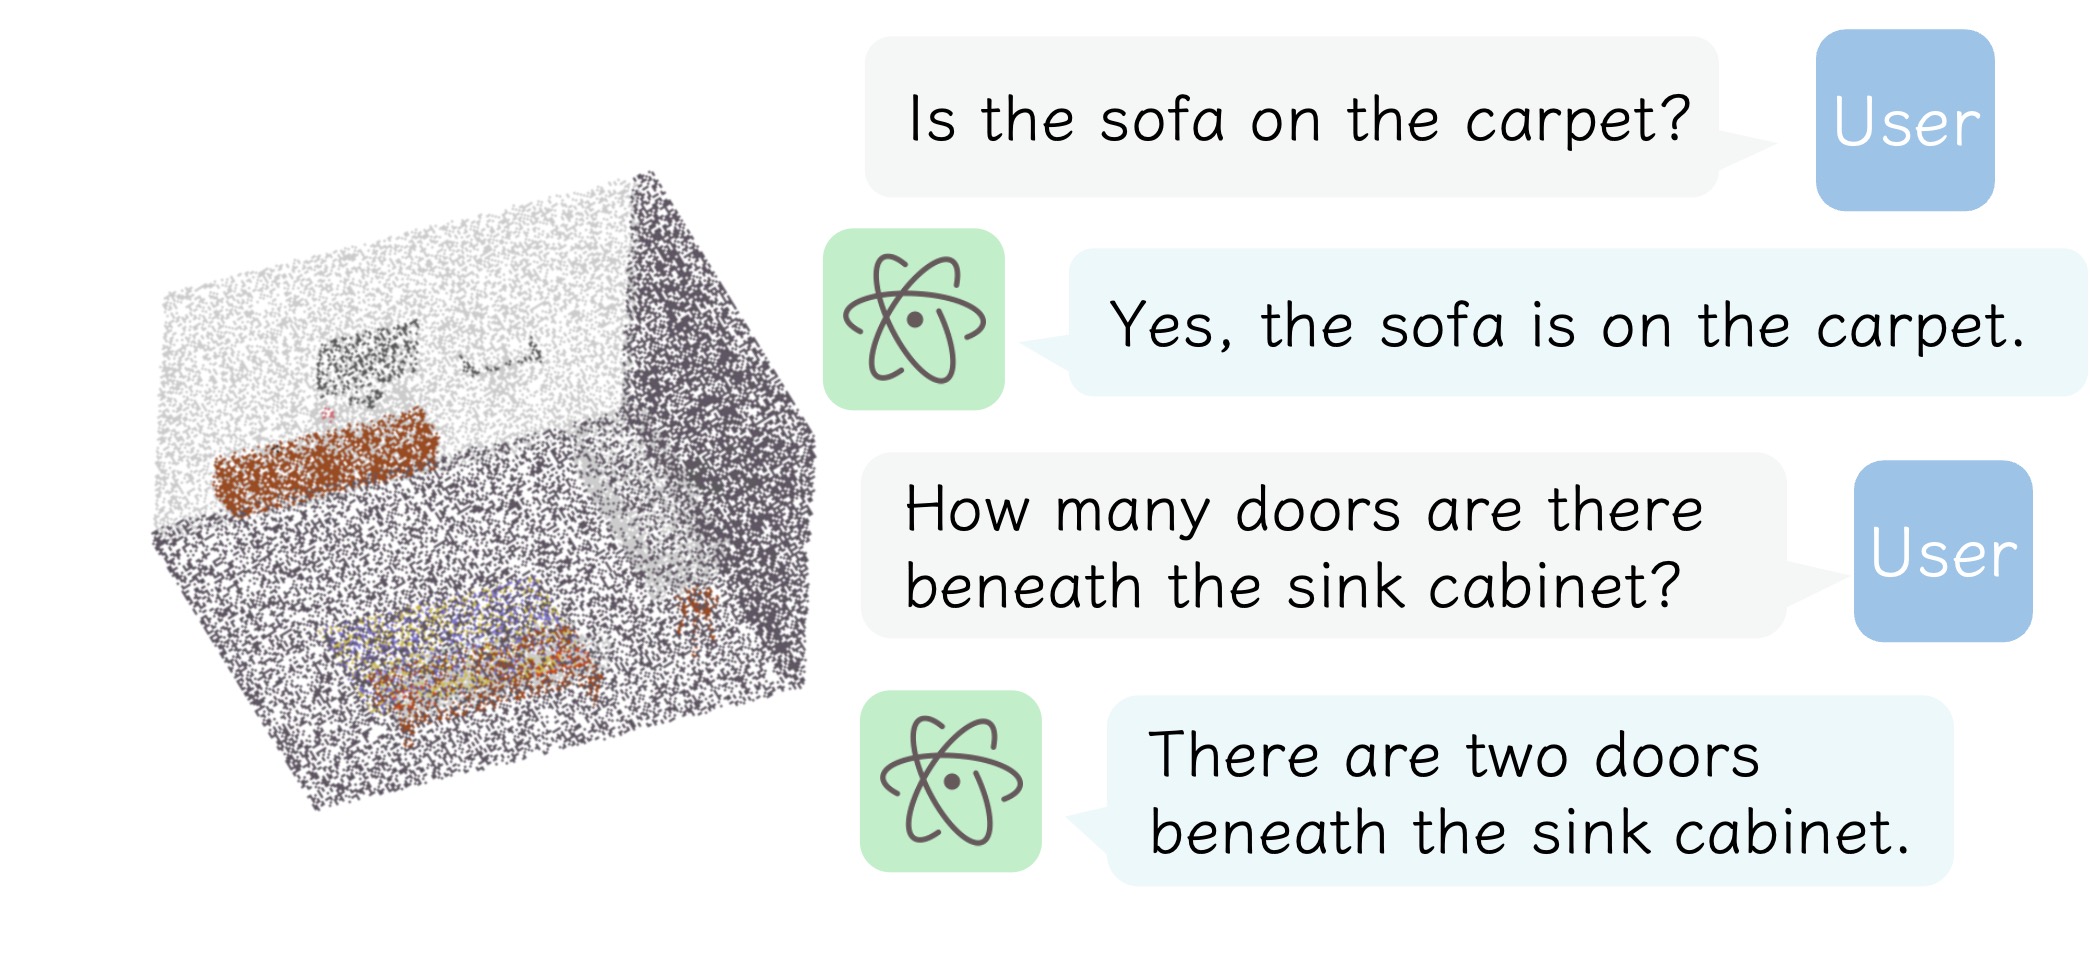 Is the sofa on the carpet?
User
Yes, the sofa is on the carpet.
How many doors are there
beneath the sink cabinet?
User
There are two doors
beneath the sink cabinet.